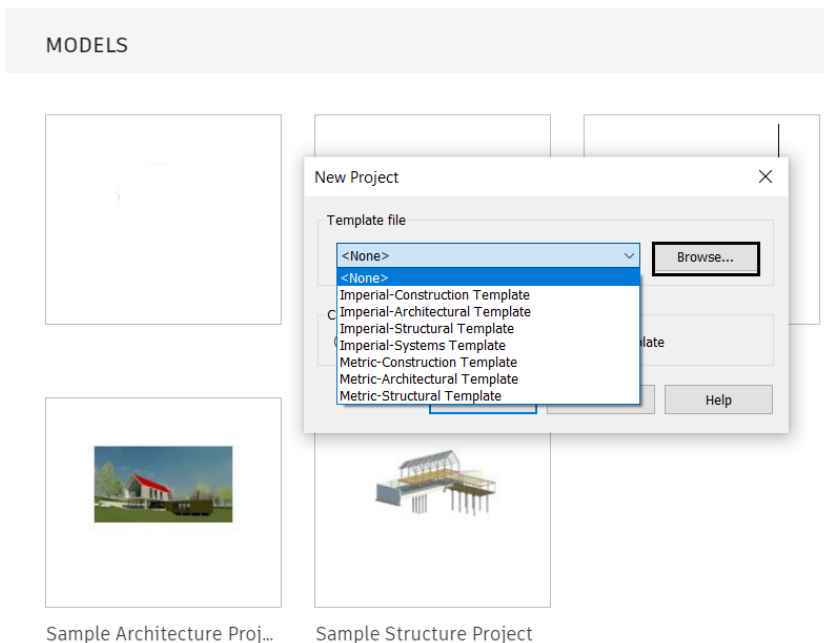 MODELS
New Project
Template file
<None>
Browse...
<None>
Imperial-Construction Template
Imperial-Architectural Template
C
Imperial-Structural Template
Imperial-Systems Template
late
Metric-Construction Template
Metric-Architectural Template
Metric-Structural Template
Help
Sample Architecture Proj...
Sample Structure Project